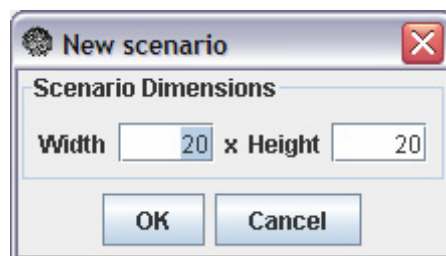 New scenario
Scenario Dimensions
Width 20 x Height 20
OK Cancel